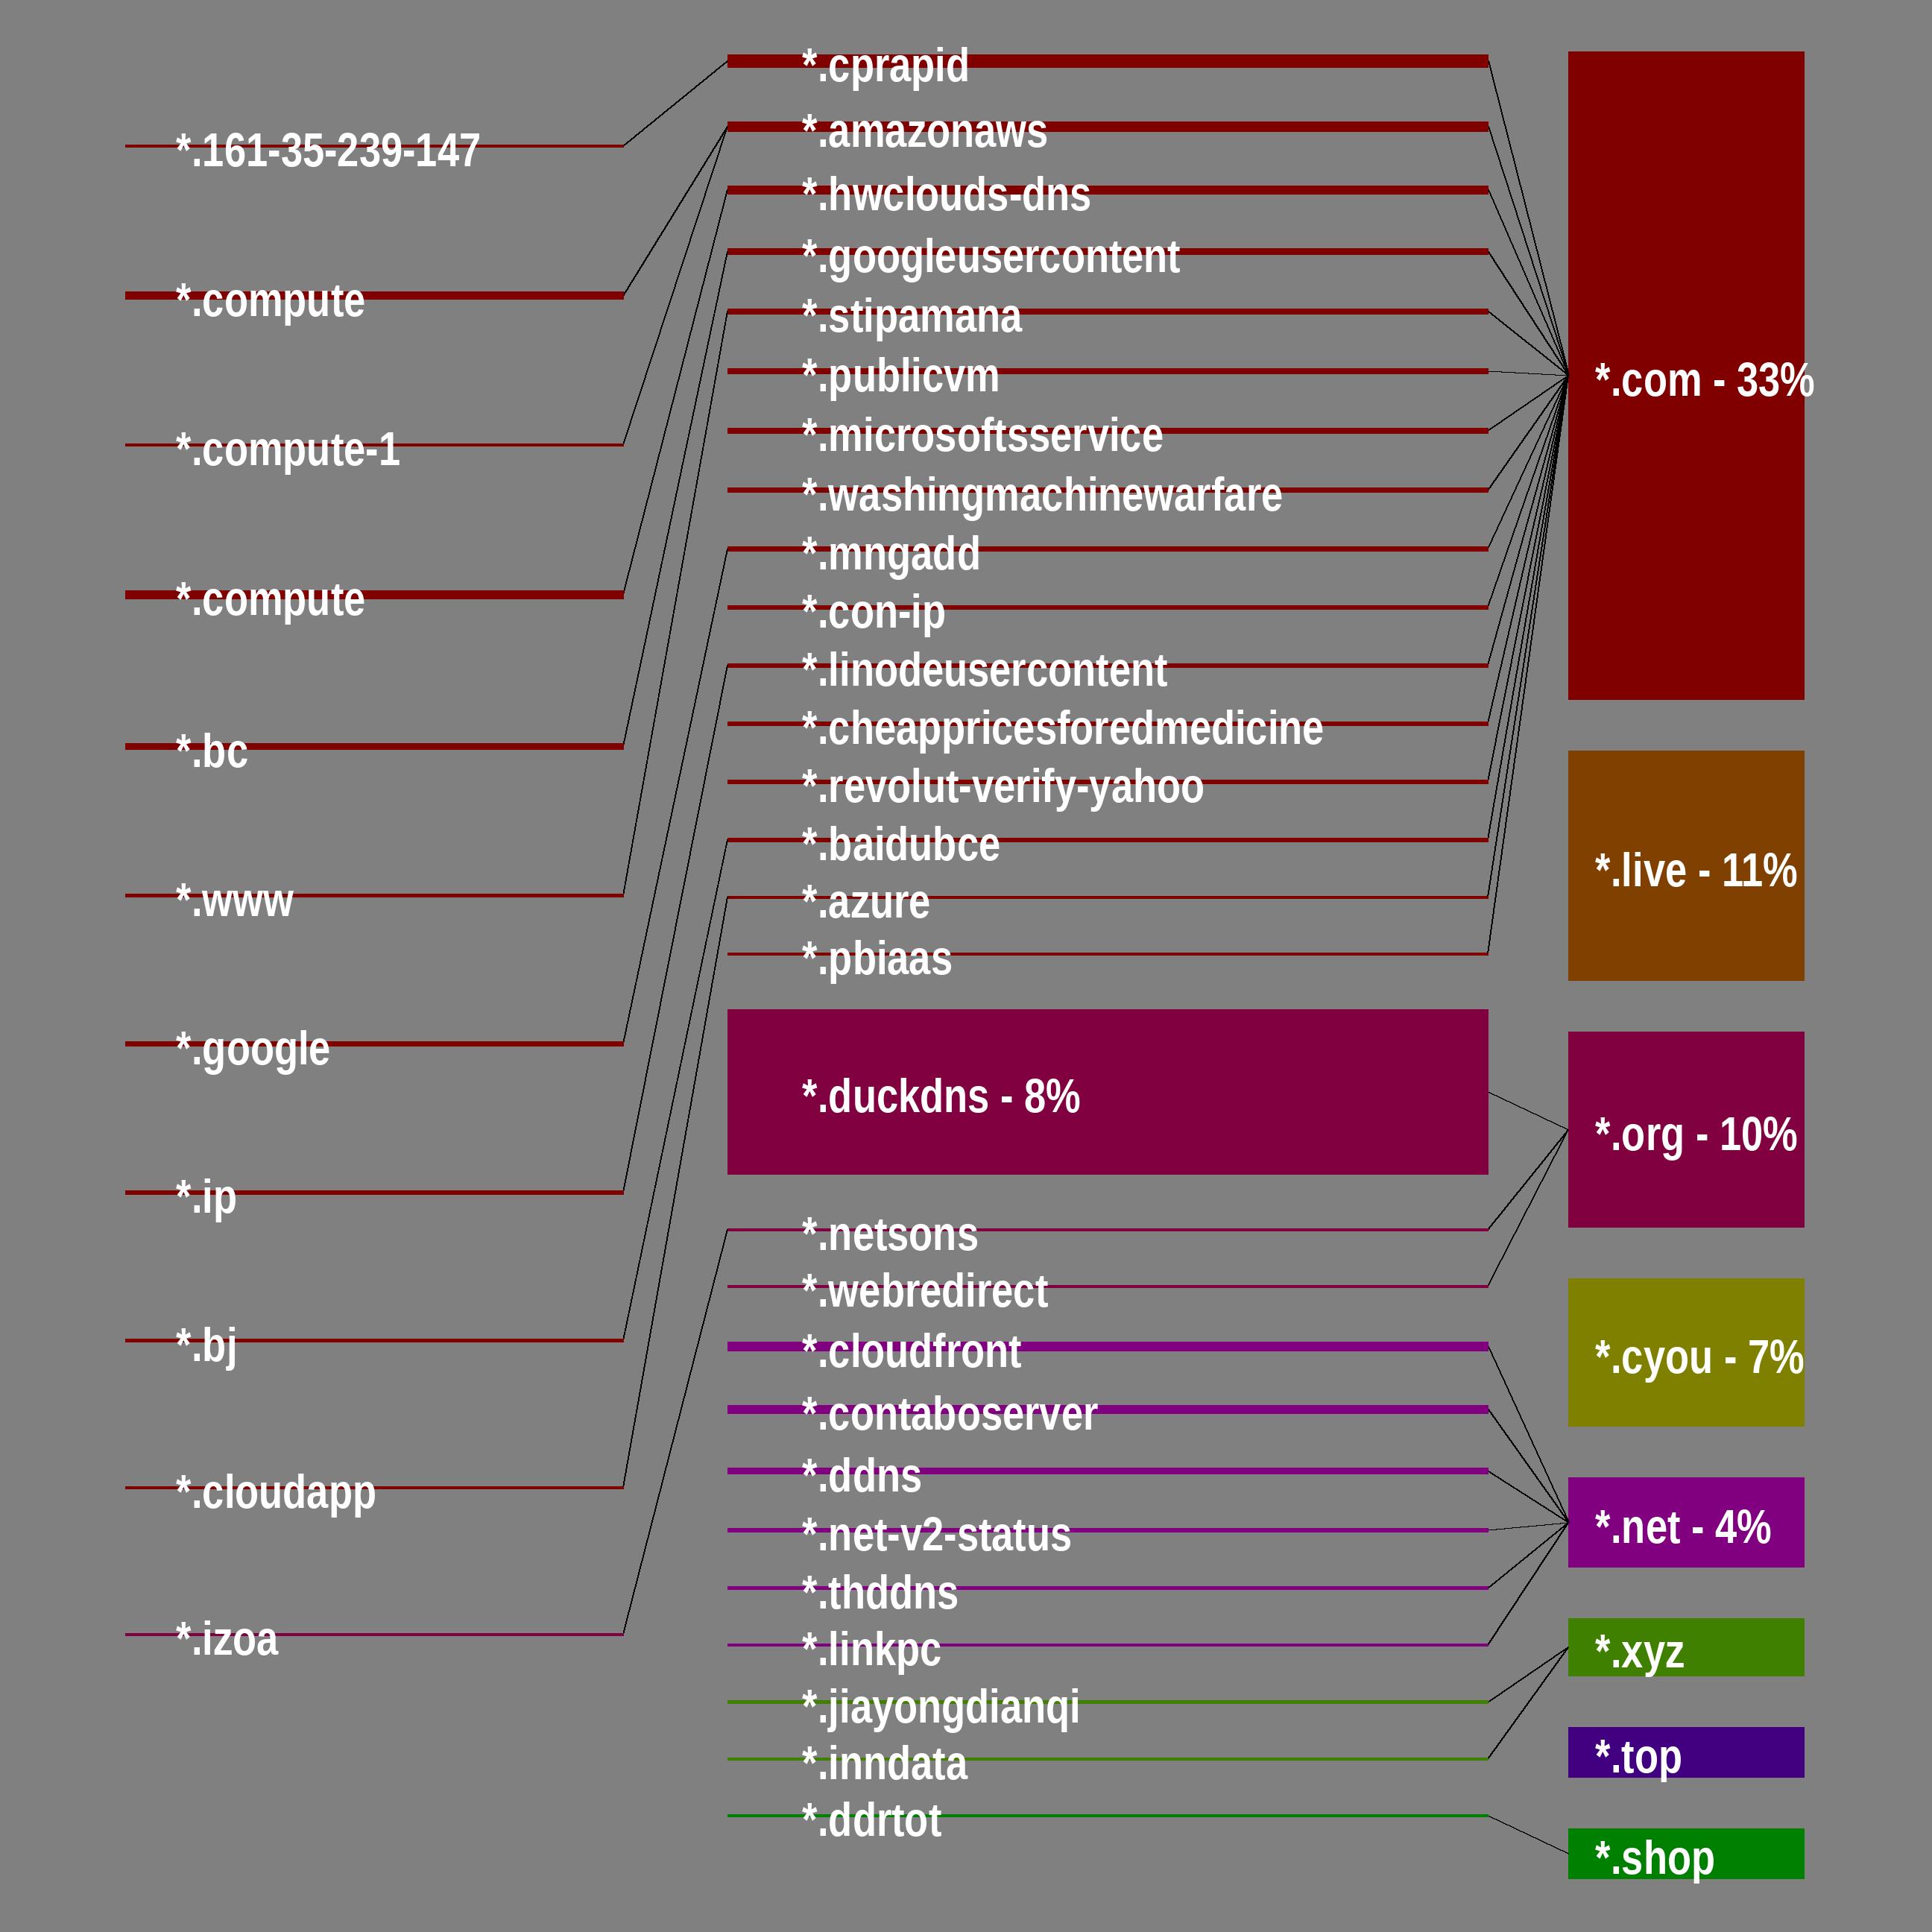 *.161-35-239-147
*.compute
*.compute-1
*.compute
*.bc
*.www
*.google
*.ip
*.bj
*.cloudapp
*.izoa
*.cprapid
*.amazonaws
*.hwclouds-dns
*.googleusercontent
*.stipamana
*.publicvm
*.microsoftsservice
*.washingmachinewarfare
*.mngadd
*.con-ip
*.linodeusercontent
*.cheappricesforedmedicine
*.revolut-verify-yahoo
*.baidubce
*.azure
*.pbiaas
*.duckdns - 8%
*.netsons
*.webredirect
*.cloudfront
*.contaboserver
*.ddns
*.net-v2-status
*.thddns
*.linkpc
*.jiayongdianqi
*.inndata
*.ddrtot
*.com - 33%
*.live - 11%
*.org - 10%
*.cyou - 7%
*.net - 4%
*.xyz
*.top
*.shop